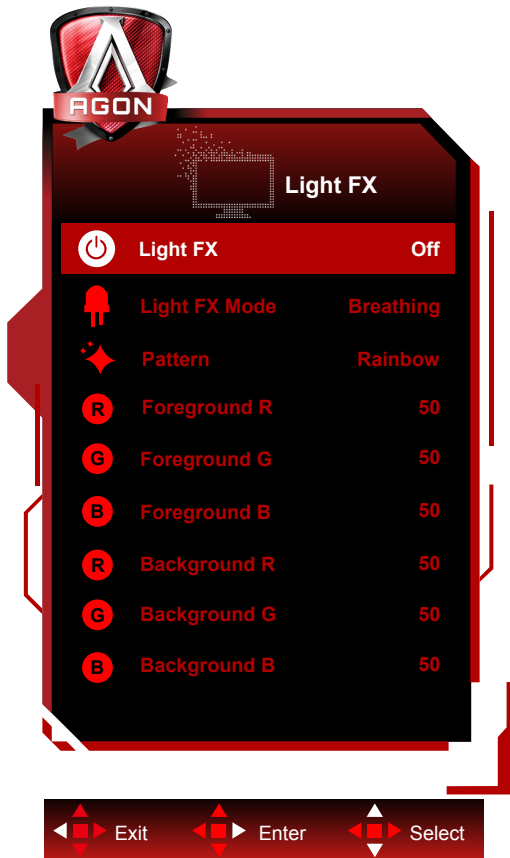 AGON
Light FX
Light FX Off
Light FX Mode Breathing
Pattern Rainbow
R Foreground R 50
G Foreground G 50
B Foreground B 50
R Background R 50
G Background G 50
B Background B 50
Exit Enter Select